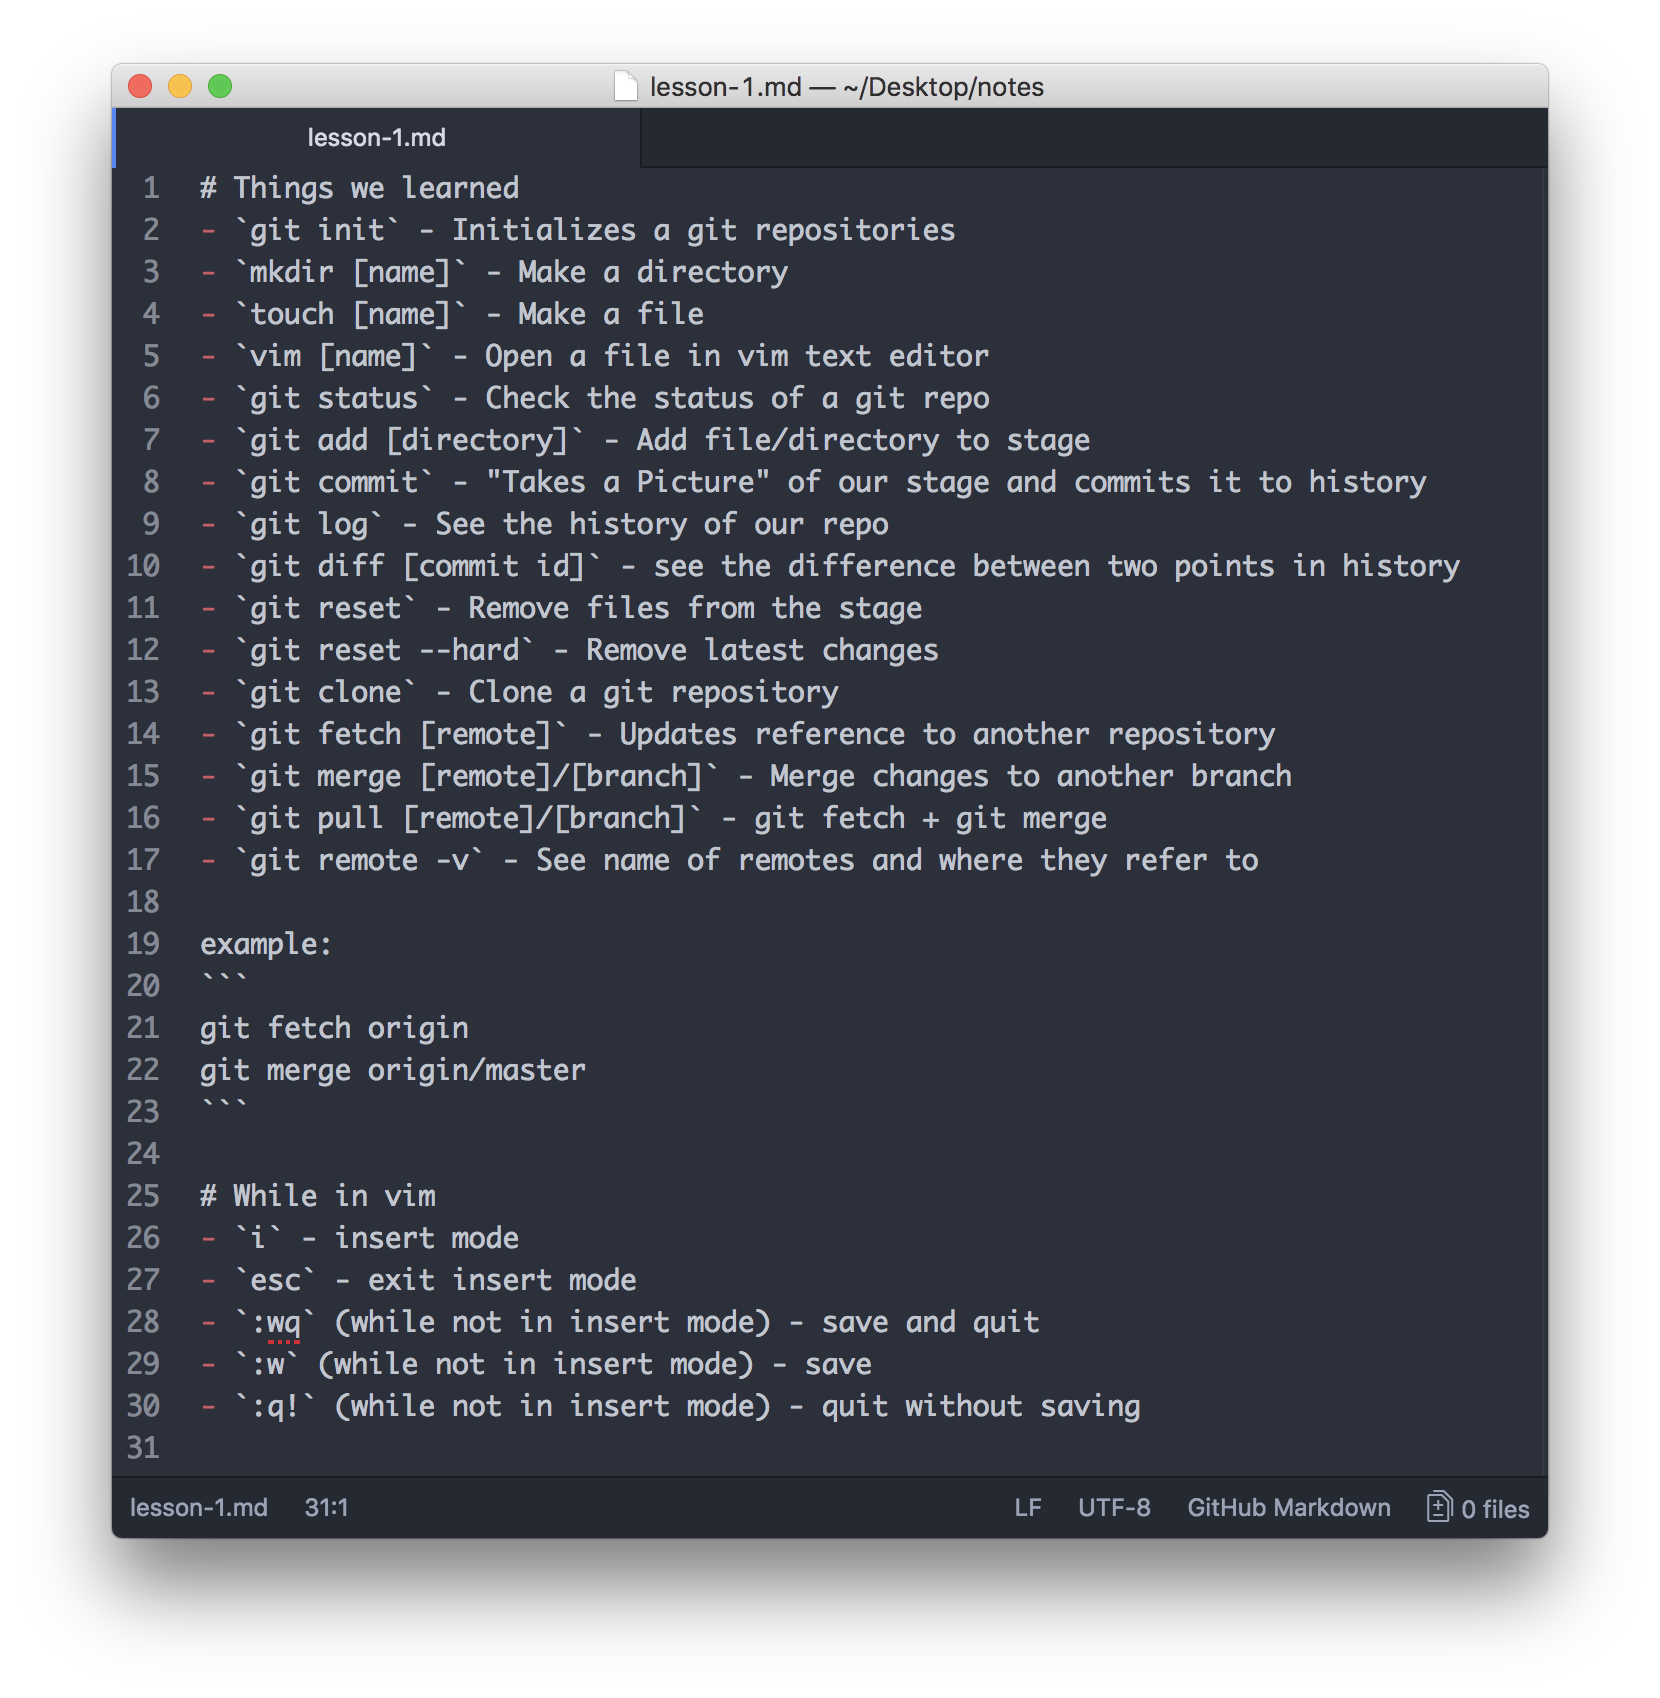 lesson-1.md — ~/Desktop/notes
lesson-1.md
1 # Things we learned
2 - `git init` - Initializes a git repositories
3 - `mkdir [name]` - Make a directory
4 - `touch [name]` - Make a file
5 - `vim [name]` - Open a file in vim text editor
6 - `git status` - Check the status of a git repo
7 - `git add [directory]` - Add file/directory to stage
8 - `git commit` - "Takes a Picture" of our stage and commits it to history
9 - `git log` - See the history of our repo
10 - `git diff [commit id]` - see the difference between two points in history
11 - `git reset` - Remove files from the stage
12 - `git reset --hard` - Remove latest changes
13 - `git clone` - Clone a git repository
14 - `git fetch [remote]` - Updates reference to another repository
15 - `git merge [remote]/[branch]` - Merge changes to another branch
16 - `git pull [remote]/[branch]` - git fetch + git merge
17 - `git remote -v` - See name of remotes and where they refer to
18
19 example:
20 ```
21 git fetch origin
22 git merge origin/master
23 ```
24
25 # While in vim
26 - `i` - insert mode
27 - `esc` - exit insert mode
28 - `:wq` (while not in insert mode) - save and quit
29 - `:w` (while not in insert mode) - save
30 - `:q!` (while not in insert mode) - quit without saving
31
lesson-1.md 31:1 LF UTF-8 GitHub Markdown 0 files